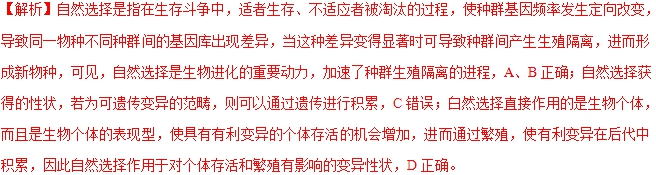 【解析】自然选择是指在生存斗争中，适者生存、不适应者被淘汰的过程，使种群基因频率发生定向改变，
导致同一物种不同种群间的基因库出现差异，当这种差异变得显著时可导致种群间产生生殖隔离，进而形
成新物种，可见，自然选择是生物进化的重要动力，加速了种群生殖隔离的进程，A、B 正确；自然选择获
得的性状，若为可遗传变异的范畴，则可以通过遗传进行积累，C 错误；白然选择直接作用的是生物个体，
而且是生物个体的表现型，使具有有利变异的个体存活的机会增加，进而通过繁殖，使有利变异在后代中
积累，因此自然选择作用于对个体存活和繁殖有影响的变异性状，D 正确。